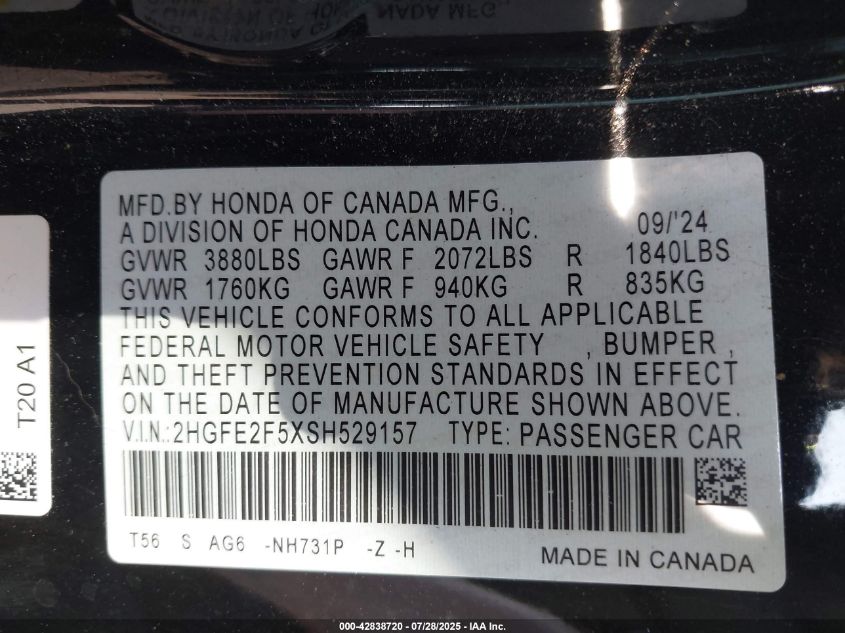 MFD.BY HONDA OF CANADA MFG.,
A DIVISION OF HONDA CANADA INC. 09/'24
GVWR 3880LBS GAWR F 2072LBS R 1840LBS
GVWR 1760KG GAWR F 940KG R 835KG
THIS VEHICLE CONFORMS TO ALL APPLICABLE
FEDERAL MOTOR VEHICLE SAFETY , BUMPER ,
AND THEFT PREVENTION STANDARDS IN EFFECT
ON THE DATE OF MANUFACTURE SHOWN ABOVE.
V.I.N.:2HGFE2F5XSH529157 TYPE: PASSENGER CAR
T56 S AG6 -NH731P -Z -H
MADE IN CANADA
T20 A1
000-42838720 | 07/28/2025 - IAA Inc.